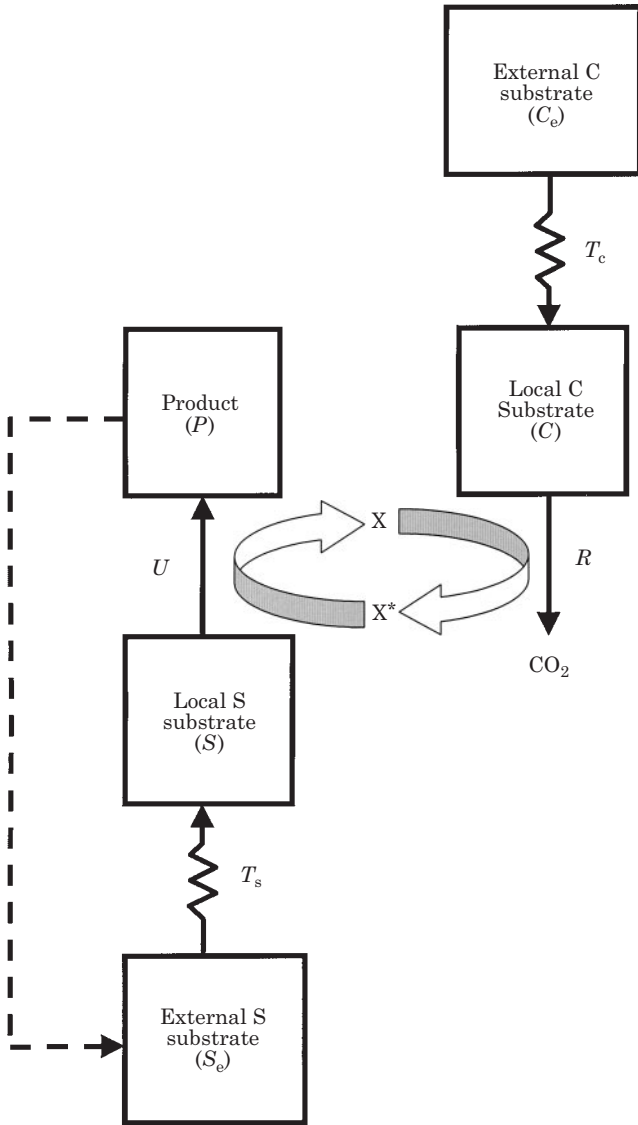 External C
substrate
(Ce)
Tc
Product
(P)
Local C
Substrate
(C)
X
U
R
X*
CO2
Local S
substrate
(S)
Ts
External S
substrate
(Se)